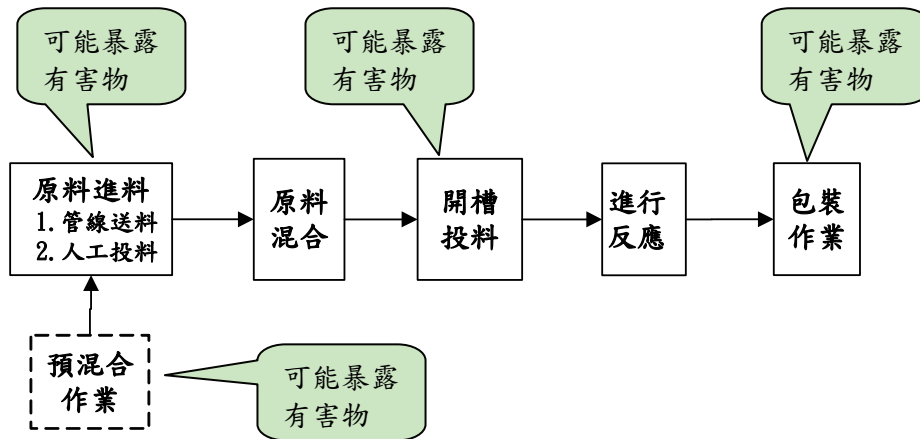 可能暴露
有害物
可能暴露
有害物
可能暴露
有害物
原料進料
1. 管線送料
2. 人工投料
原料
混合
開槽
投料
進行
反應
包裝
作業
預混合
作業
可能暴露
有害物